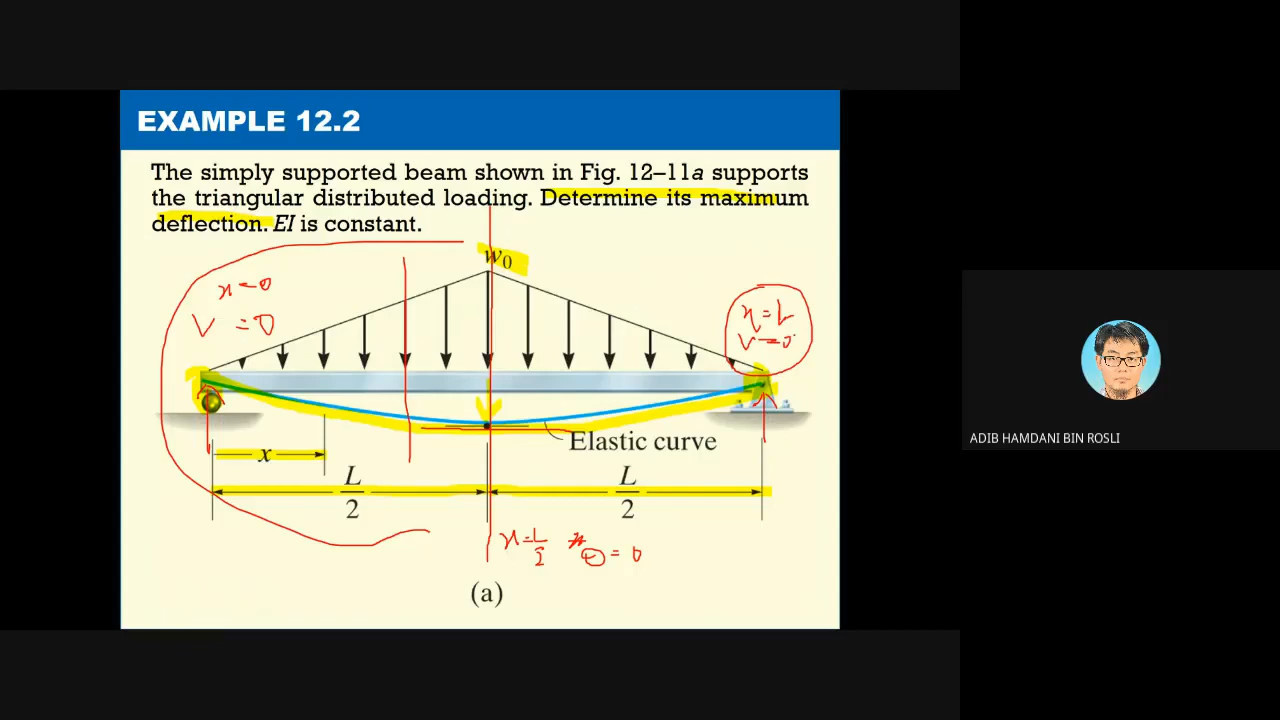 EXAMPLE 12.2
The simply supported beam shown in Fig. 12–11a supports
the triangular distributed loading. Determine its maximum
deflection. EI is constant.
w0
x=0
V =0
x=L
V=0
Elastic curve
x
L
2
L
2
x=L/2 θ=0
(a)
ADIB HAMDANI BIN ROSLI